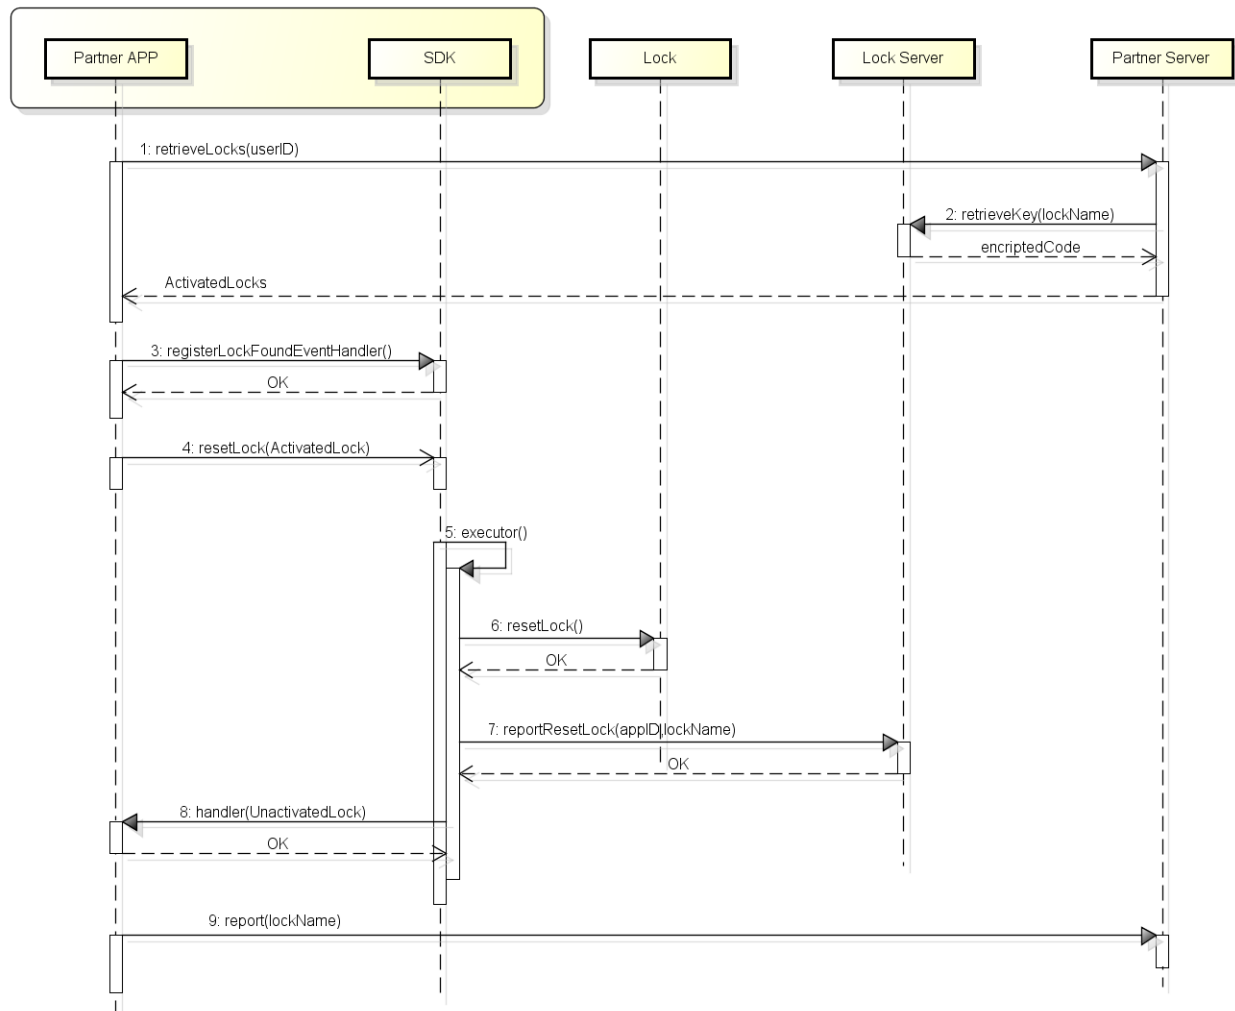 Partner APP
SDK
Lock
Lock Server
Partner Server
1: retrieveLocks(userID)
2: retrieveKey(lockName)
encriptedCode
ActivatedLocks
3: registerLockFoundEventHandler()
OK
4: resetLock(ActivatedLock)
5: executor()
6: resetLock()
OK
7: reportResetLock(appID,lockName)
OK
8: handler(UnactivatedLock)
OK
9: report(lockName)